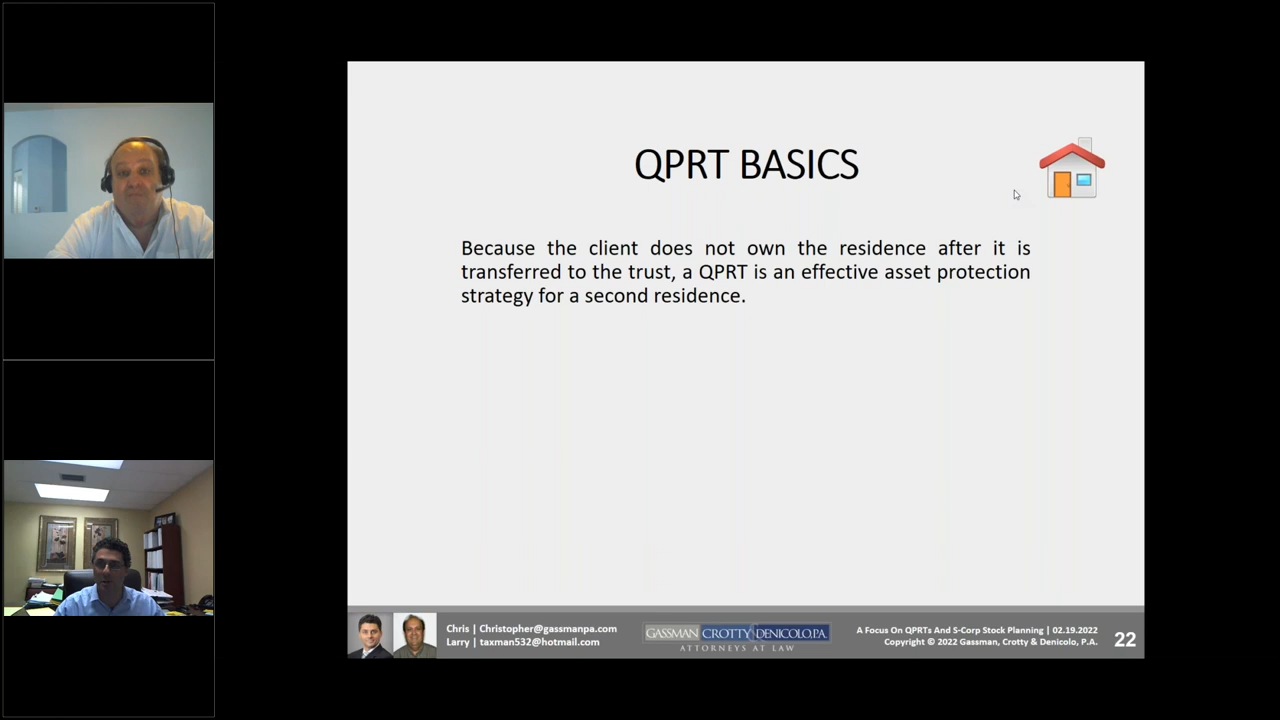 QPRT BASICS
Because the client does not own the residence after it is
transferred to the trust, a QPRT is an effective asset protection
strategy for a second residence.
Chris | Christopher@gassmanpa.com
Larry | taxman532@hotmail.com
GASSMAN CROTTY DENICOLO, P.A.
ATTORNEYS AT LAW
A Focus On QPRTs And S-Corp Stock Planning | 02.19.2022
Copyright © 2022 Gassman, Crotty & Denicolo, P.A.
22